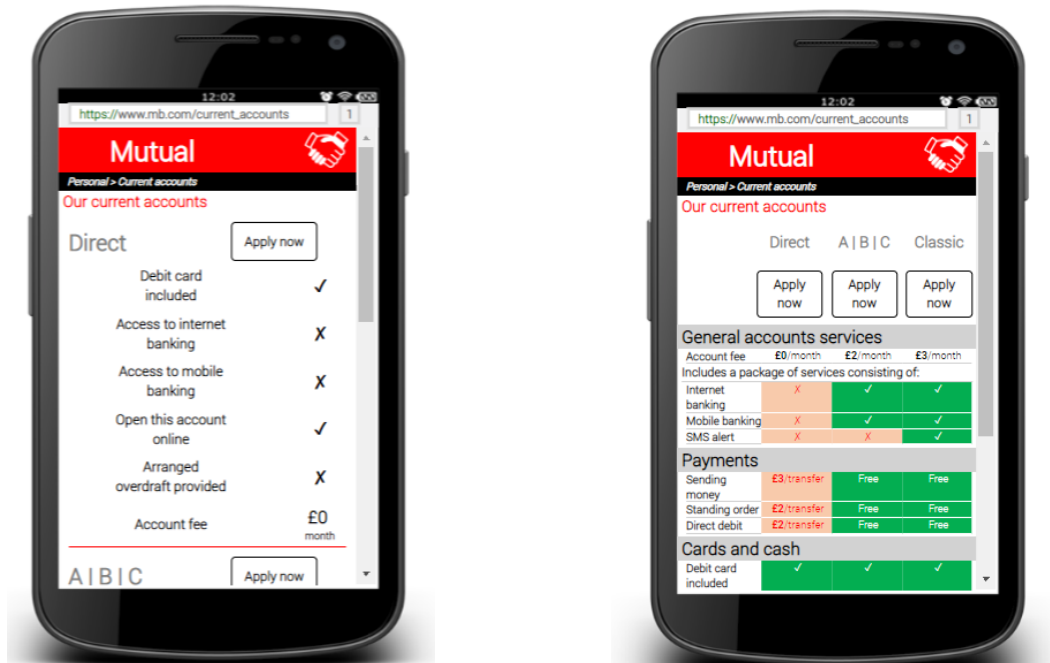 12:02
https://www.mb.com/current_accounts 1
Mutual
Personal > Current accounts
Our current accounts
Direct Apply now
Debit card
included ✓
Access to internet
banking X
Access to mobile
banking X
Open this account
online ✓
Arranged
overdraft provided X
Account fee £0
month
A | B | C Apply now
12:02
https://www.mb.com/current_accounts 1
Mutual
Personal > Current accounts
Our current accounts
Direct A | B | C Classic
Apply now Apply now Apply now
General accounts services
Account fee £0/month £2/month £3/month
Includes a package of services consisting of:
Internet
banking X ✓ ✓
Mobile banking X ✓ ✓
SMS alert X X ✓
Payments
Sending
money £3/transfer Free Free
Standing order £2/transfer Free Free
Direct debit £2/transfer Free Free
Cards and cash
Debit card
included ✓ ✓ ✓